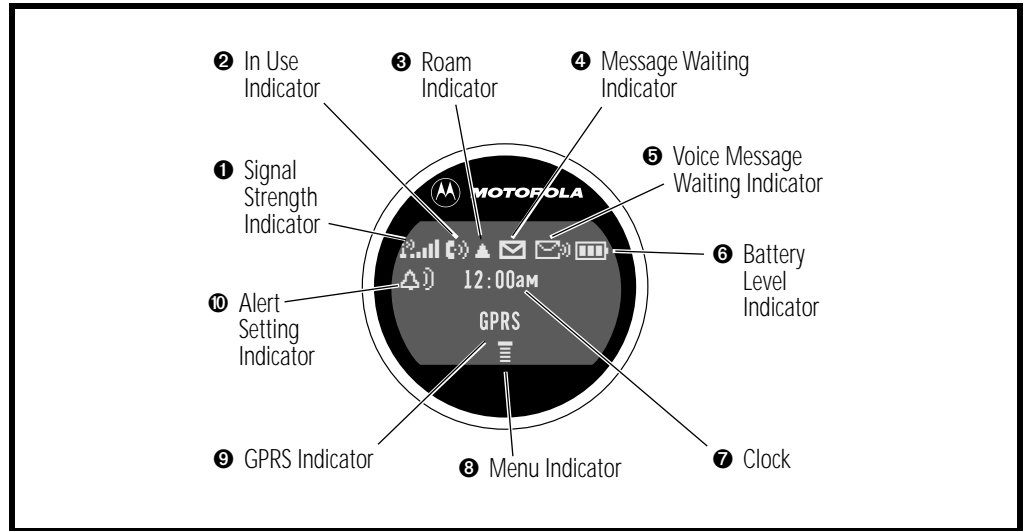 ❷ In Use
Indicator
❸ Roam
Indicator
❹ Message Waiting
Indicator
❶ Signal
Strength
Indicator
❺ Voice Message
Waiting Indicator
MOTOROLA
❻ Battery
Level
Indicator
12:00am
❿ Alert
Setting
Indicator
GPRS
❾ GPRS Indicator
❽ Menu Indicator
❼ Clock